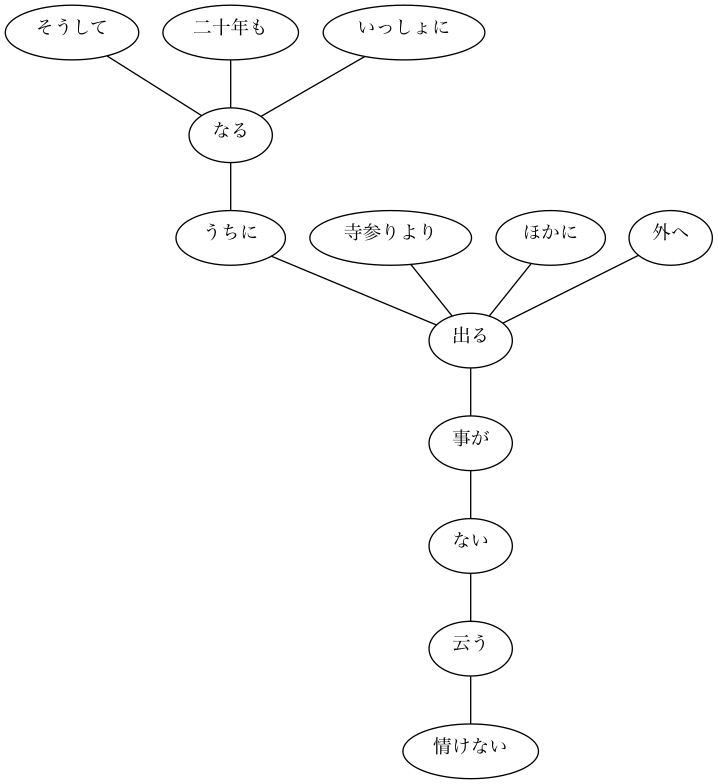 そうして 二十年も いっしょに
なる
うちに 寺参りより ほかに 外へ
出る
事が
ない
云う
情けない